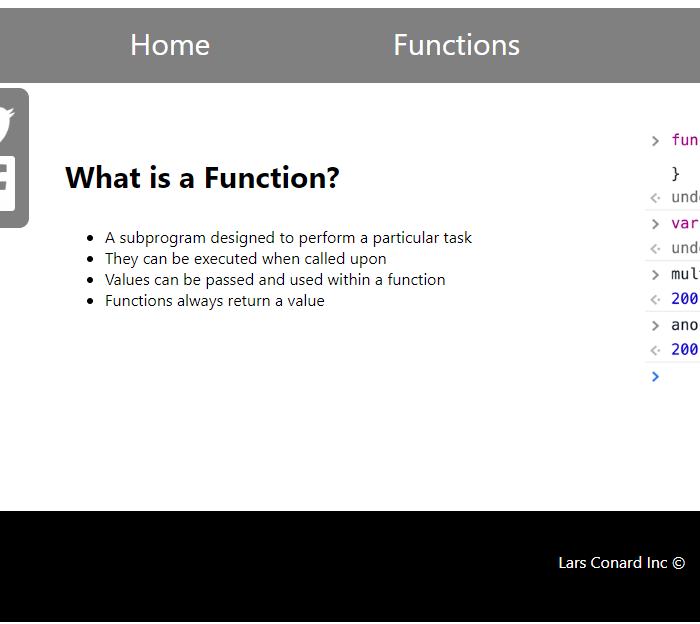 Home Functions
What is a Function?
A subprogram designed to perform a particular task
They can be executed when called upon
Values can be passed and used within a function
Functions always return a value
> fun
}
<· und
> var
<· und
> mul
<· 200
> ano
<· 200
>
Lars Conard Inc ©